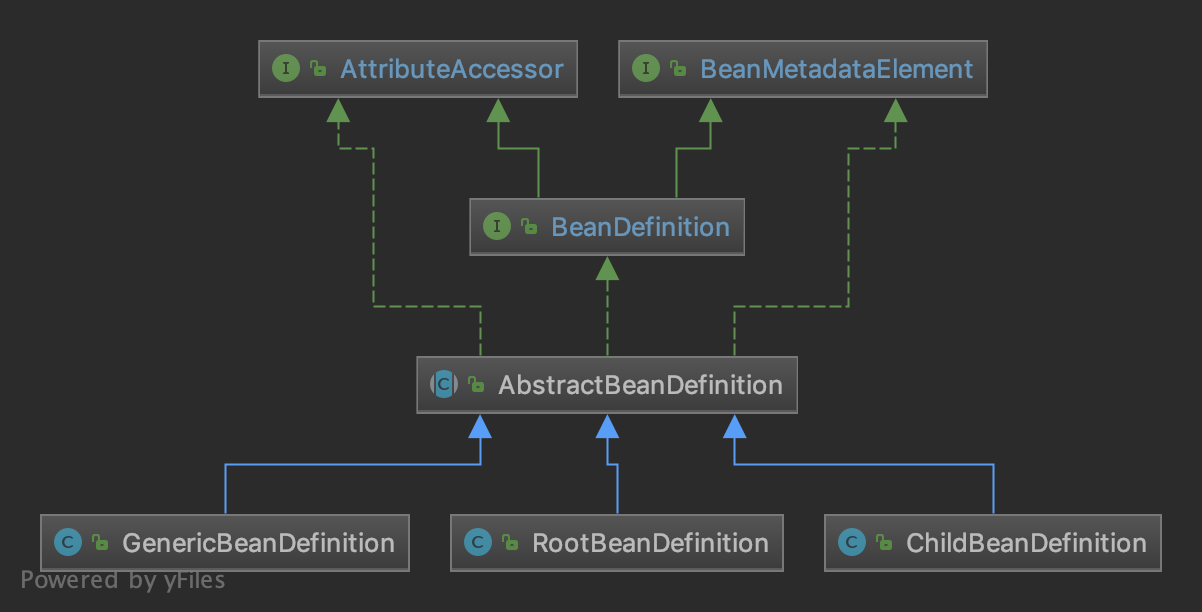 I AttributeAccessor
I BeanMetadataElement
I BeanDefinition
C AbstractBeanDefinition
C GenericBeanDefinition
C RootBeanDefinition
C ChildBeanDefinition
Powered by yFiles